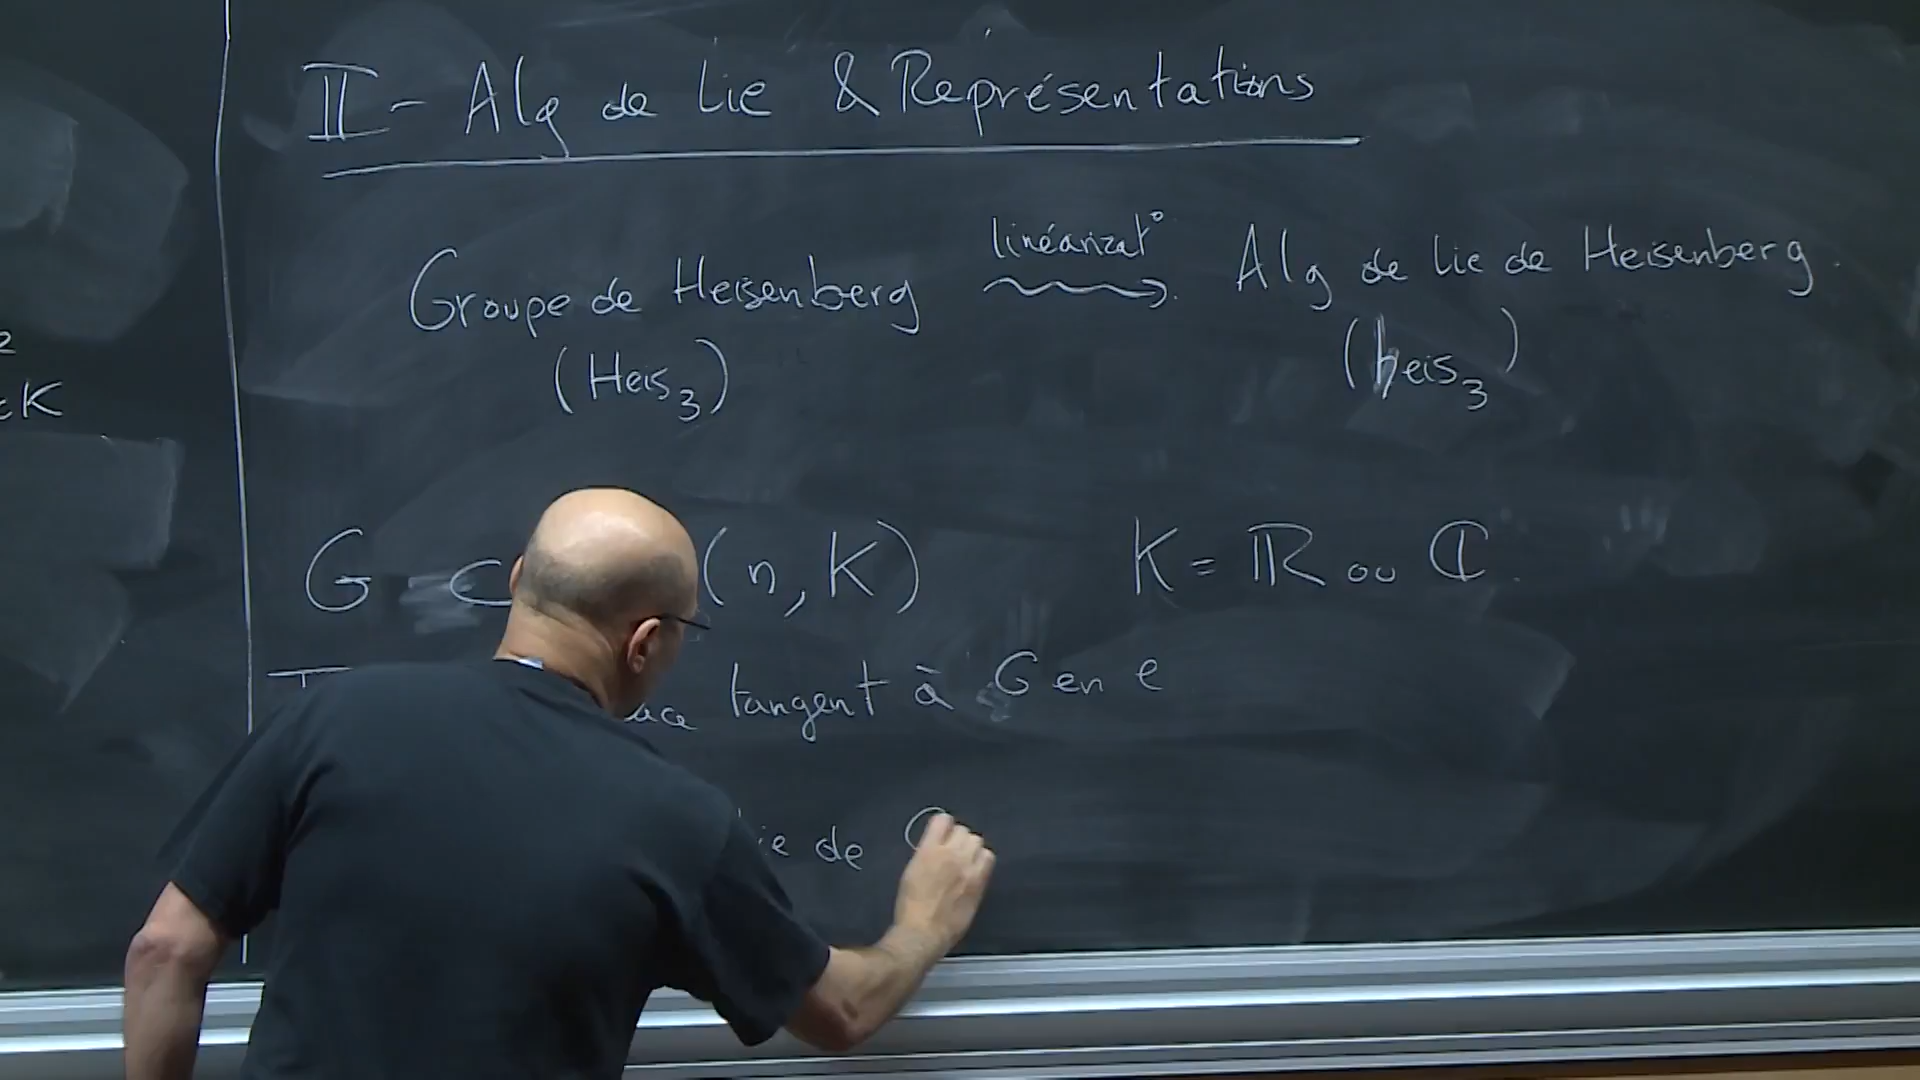 II - Alg de Lie & Représentations
Groupe de Heisenberg linéarizat° Alg de Lie de Heisenberg.
(Heis₃) (heis₃)
K
G ⊂ (n, K) K = ℝ ou ℂ.
tangent à G en e
de